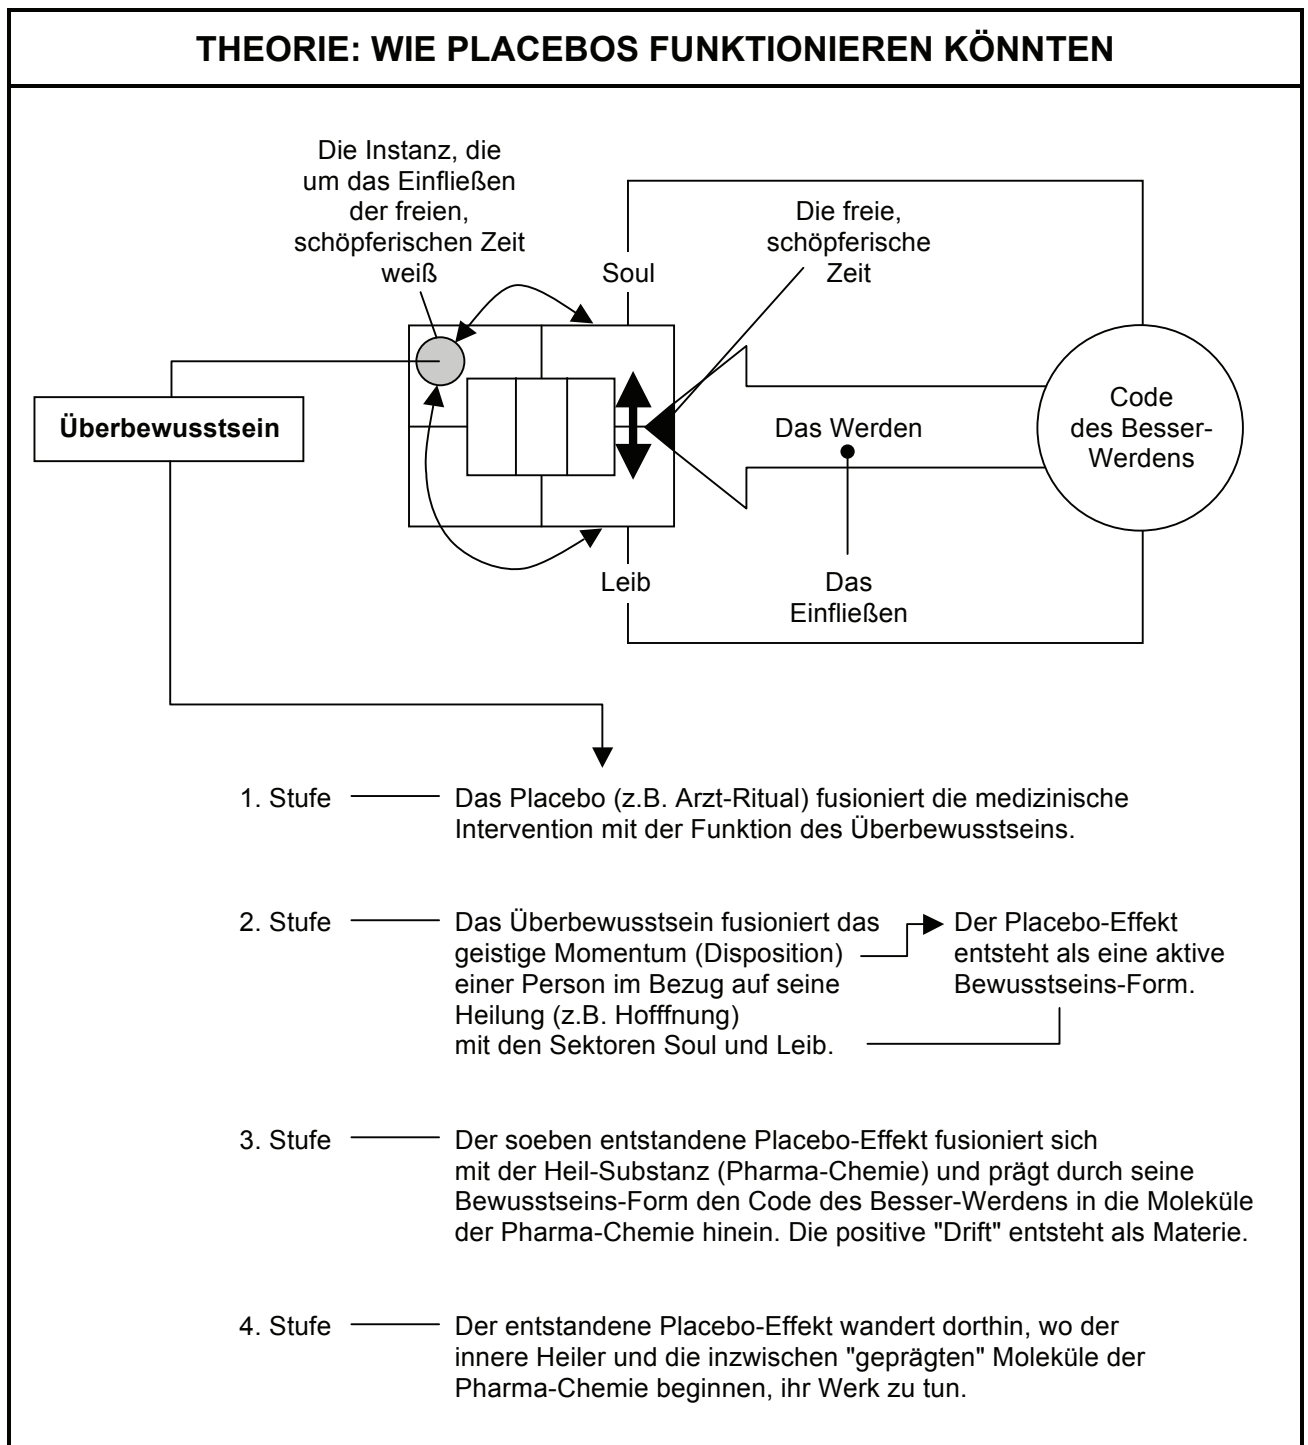 THEORIE: WIE PLACEBOS FUNKTIONIEREN KÖNNTEN
Die Instanz, die
um das Einfließen
der freien,
schöpferischen Zeit
weiß
Soul
Die freie,
schöpferische
Zeit
Überbewusstsein
Das Werden
Code
des Besser-
Werdens
Leib
Das
Einfließen
1. Stufe
Das Placebo (z.B. Arzt-Ritual) fusioniert die medizinische
Intervention mit der Funktion des Überbewusstseins.
2. Stufe
Das Überbewusstsein fusioniert das
geistige Momentum (Disposition)
einer Person im Bezug auf seine
Heilung (z.B. Hofffnung)
mit den Sektoren Soul und Leib.
Der Placebo-Effekt
entsteht als eine aktive
Bewusstseins-Form.
3. Stufe
Der soeben entstandene Placebo-Effekt fusioniert sich
mit der Heil-Substanz (Pharma-Chemie) und prägt durch seine
Bewusstseins-Form den Code des Besser-Werdens in die Moleküle
der Pharma-Chemie hinein. Die positive "Drift" entsteht als Materie.
4. Stufe
Der entstandene Placebo-Effekt wandert dorthin, wo der
innere Heiler und die inzwischen "geprägten" Moleküle der
Pharma-Chemie beginnen, ihr Werk zu tun.